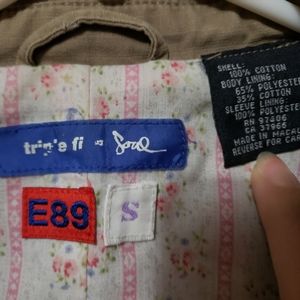 SHELL:
100% COTTON
BODY LINING:
65% POLYESTER
35% COTTON
SLEEVE LINING:
100% POLYESTER
RN 97406
CA 37966
MADE IN MACAU
REVERSE FOR CAR
E89
S